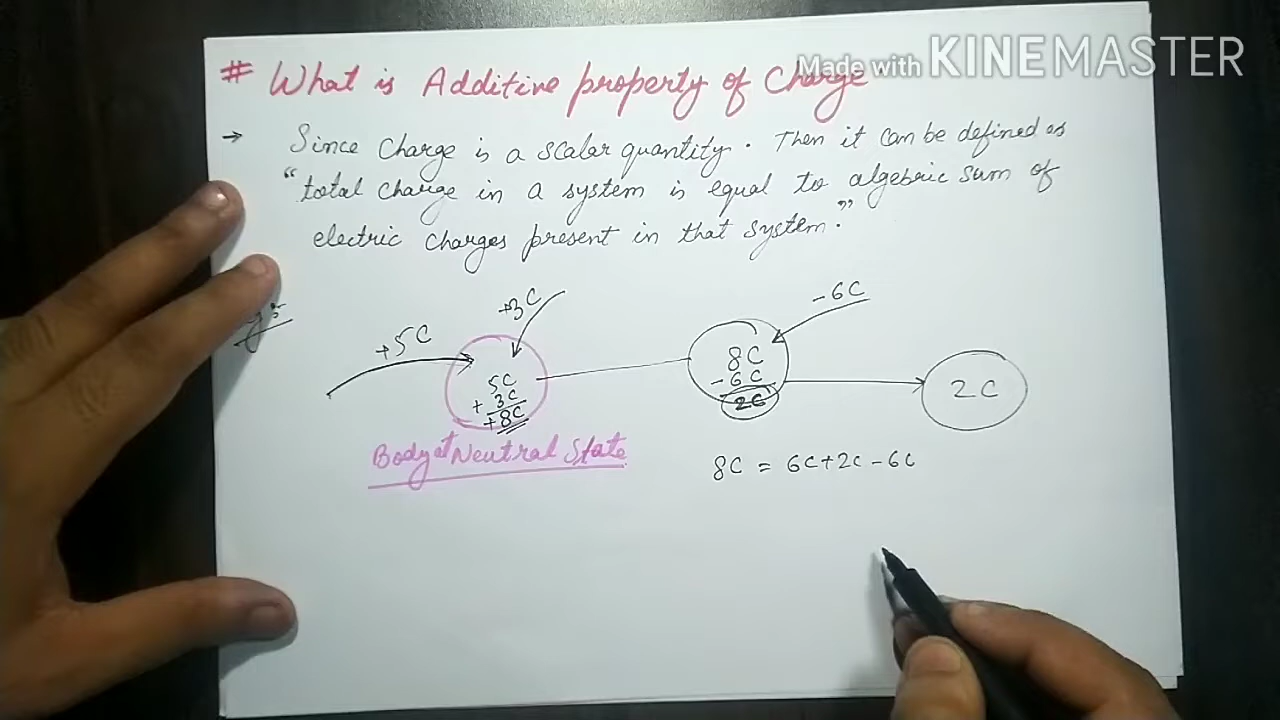 Made with KINEMASTER
# What is Additive property of Charge
→ Since Charge is a scalar quantity. Then it can be defined as
"total charge in a system is equal to algebric sum of
electric charges present in that system."
+5C
+3C
5C
+ 3C
+8C
Body at Neutral State
-6C
8C
-6C
2C
2C
8C = 6C+2C-6C